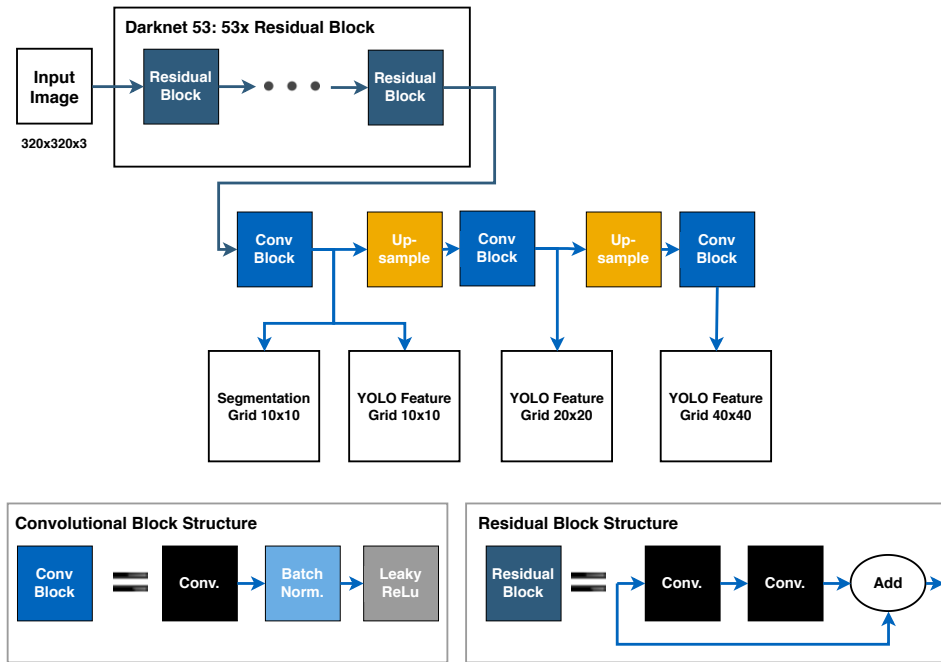 Darknet 53: 53x Residual Block
Input
Image
320x320x3
Residual
Block
Residual
Block
Conv
Block
Up-
sample
Conv
Block
Up-
sample
Conv
Block
Segmentation
Grid 10x10
YOLO Feature
Grid 10x10
YOLO Feature
Grid 20x20
YOLO Feature
Grid 40x40
Convolutional Block Structure
Conv
Block
Conv.
Batch
Norm.
Leaky
ReLu
Residual Block Structure
Residual
Block
Conv.
Conv.
Add